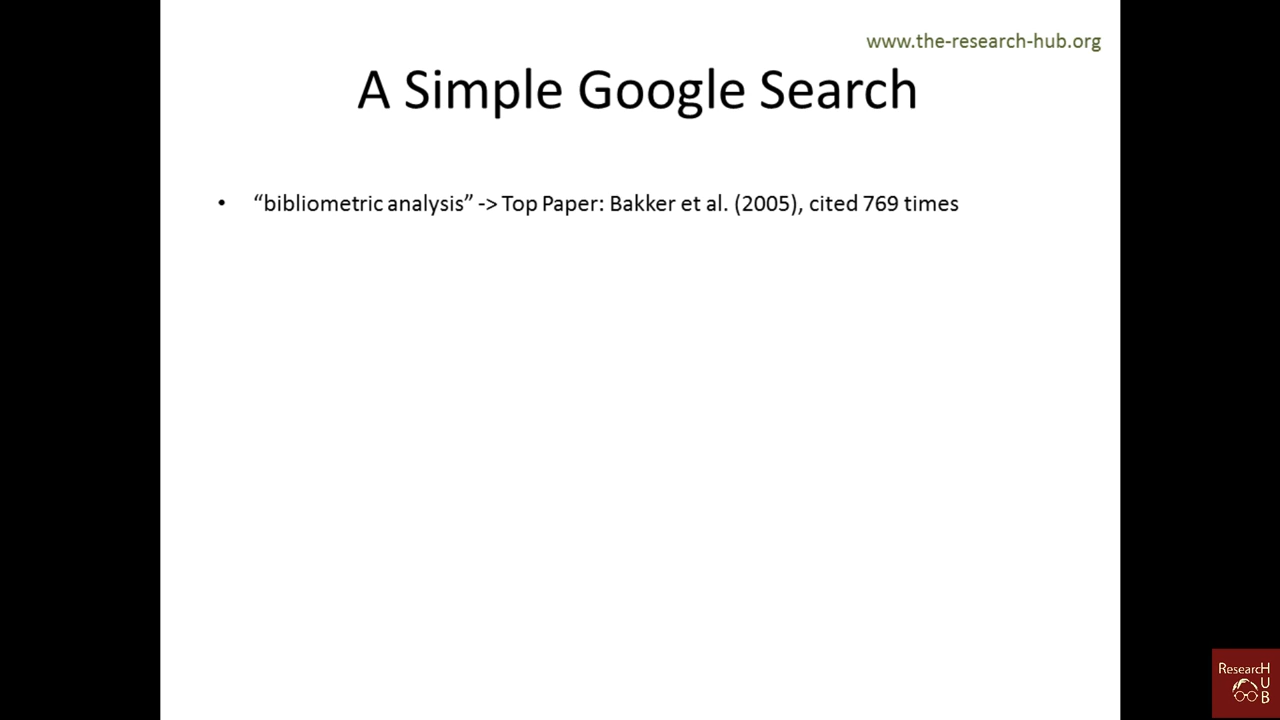 www.the-research-hub.org
A Simple Google Search
• “bibliometric analysis” -> Top Paper: Bakker et al. (2005), cited 769 times
ResearcH
U
B